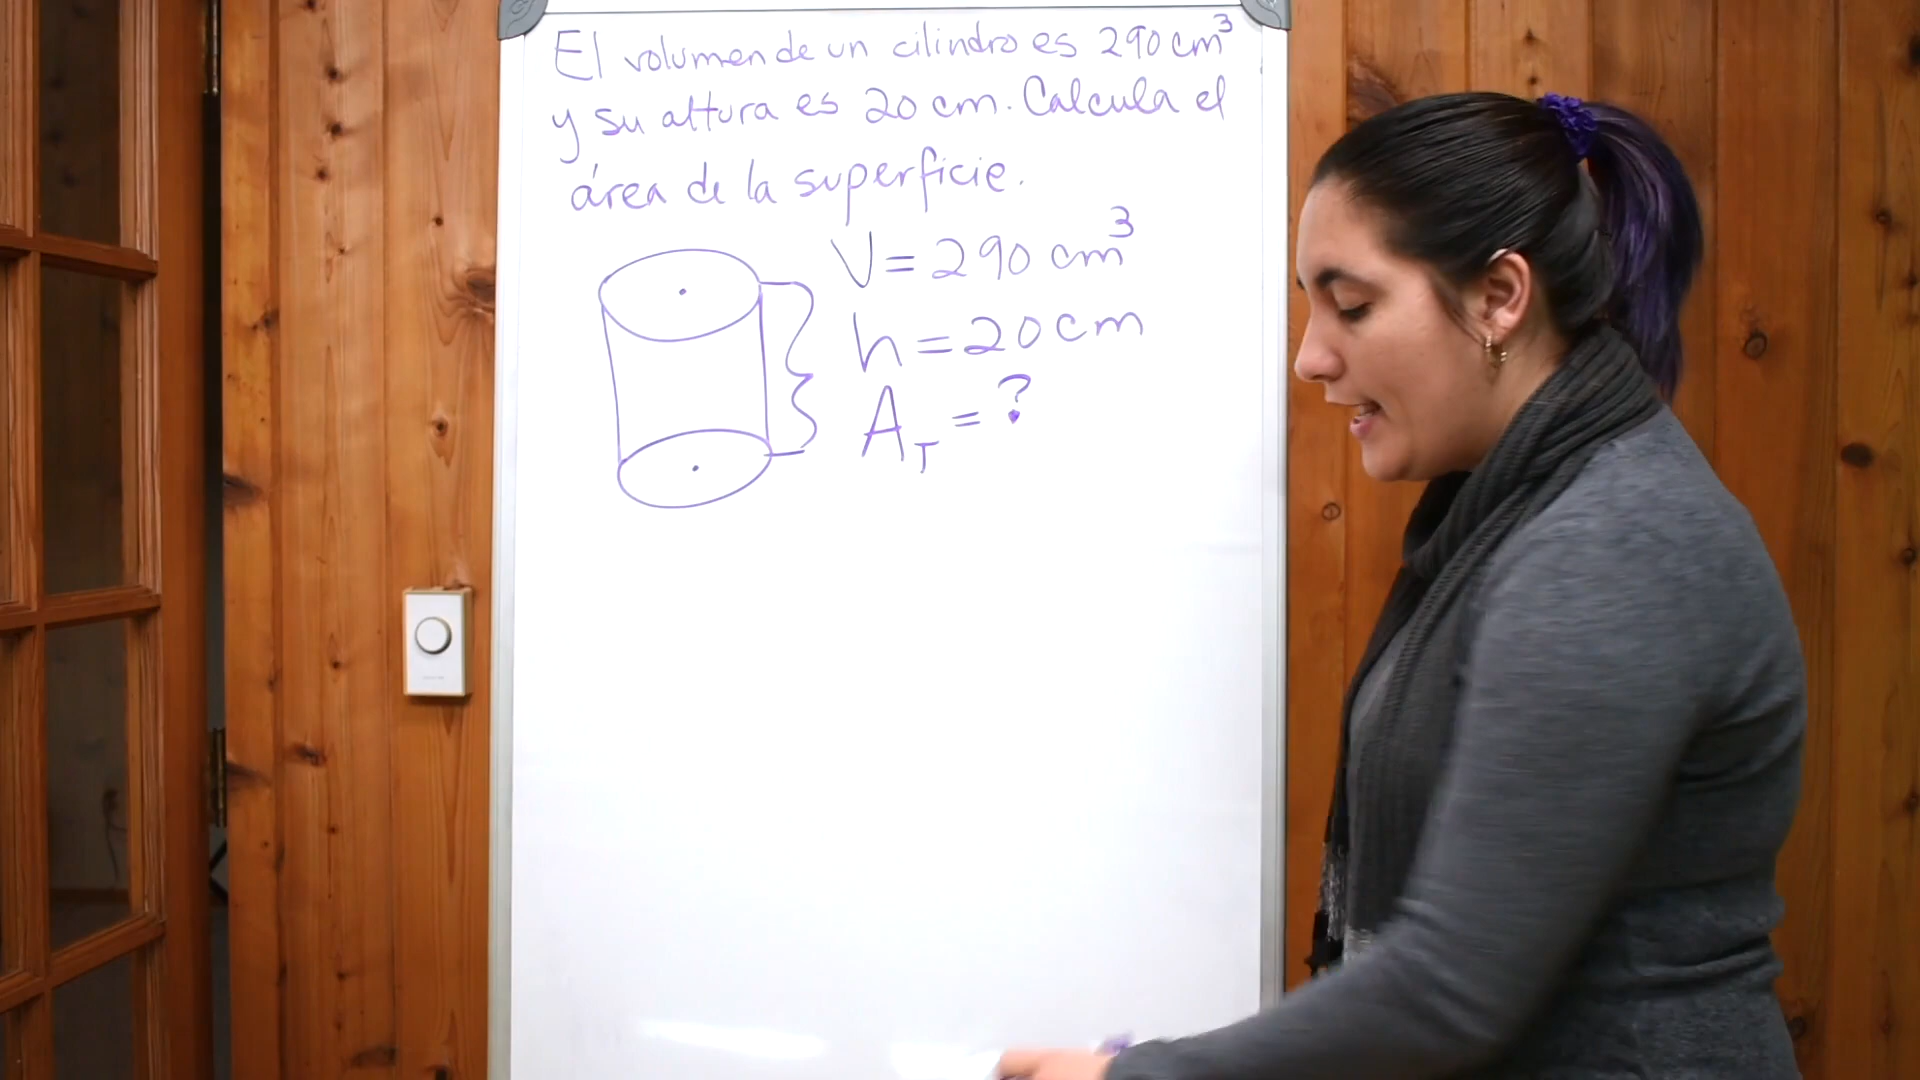 El volumen de un cilindro es 290 cm³
y su altura es 20 cm. Calcula el
área de la superficie.
V = 290 cm³
h = 20 cm
A_T = ?